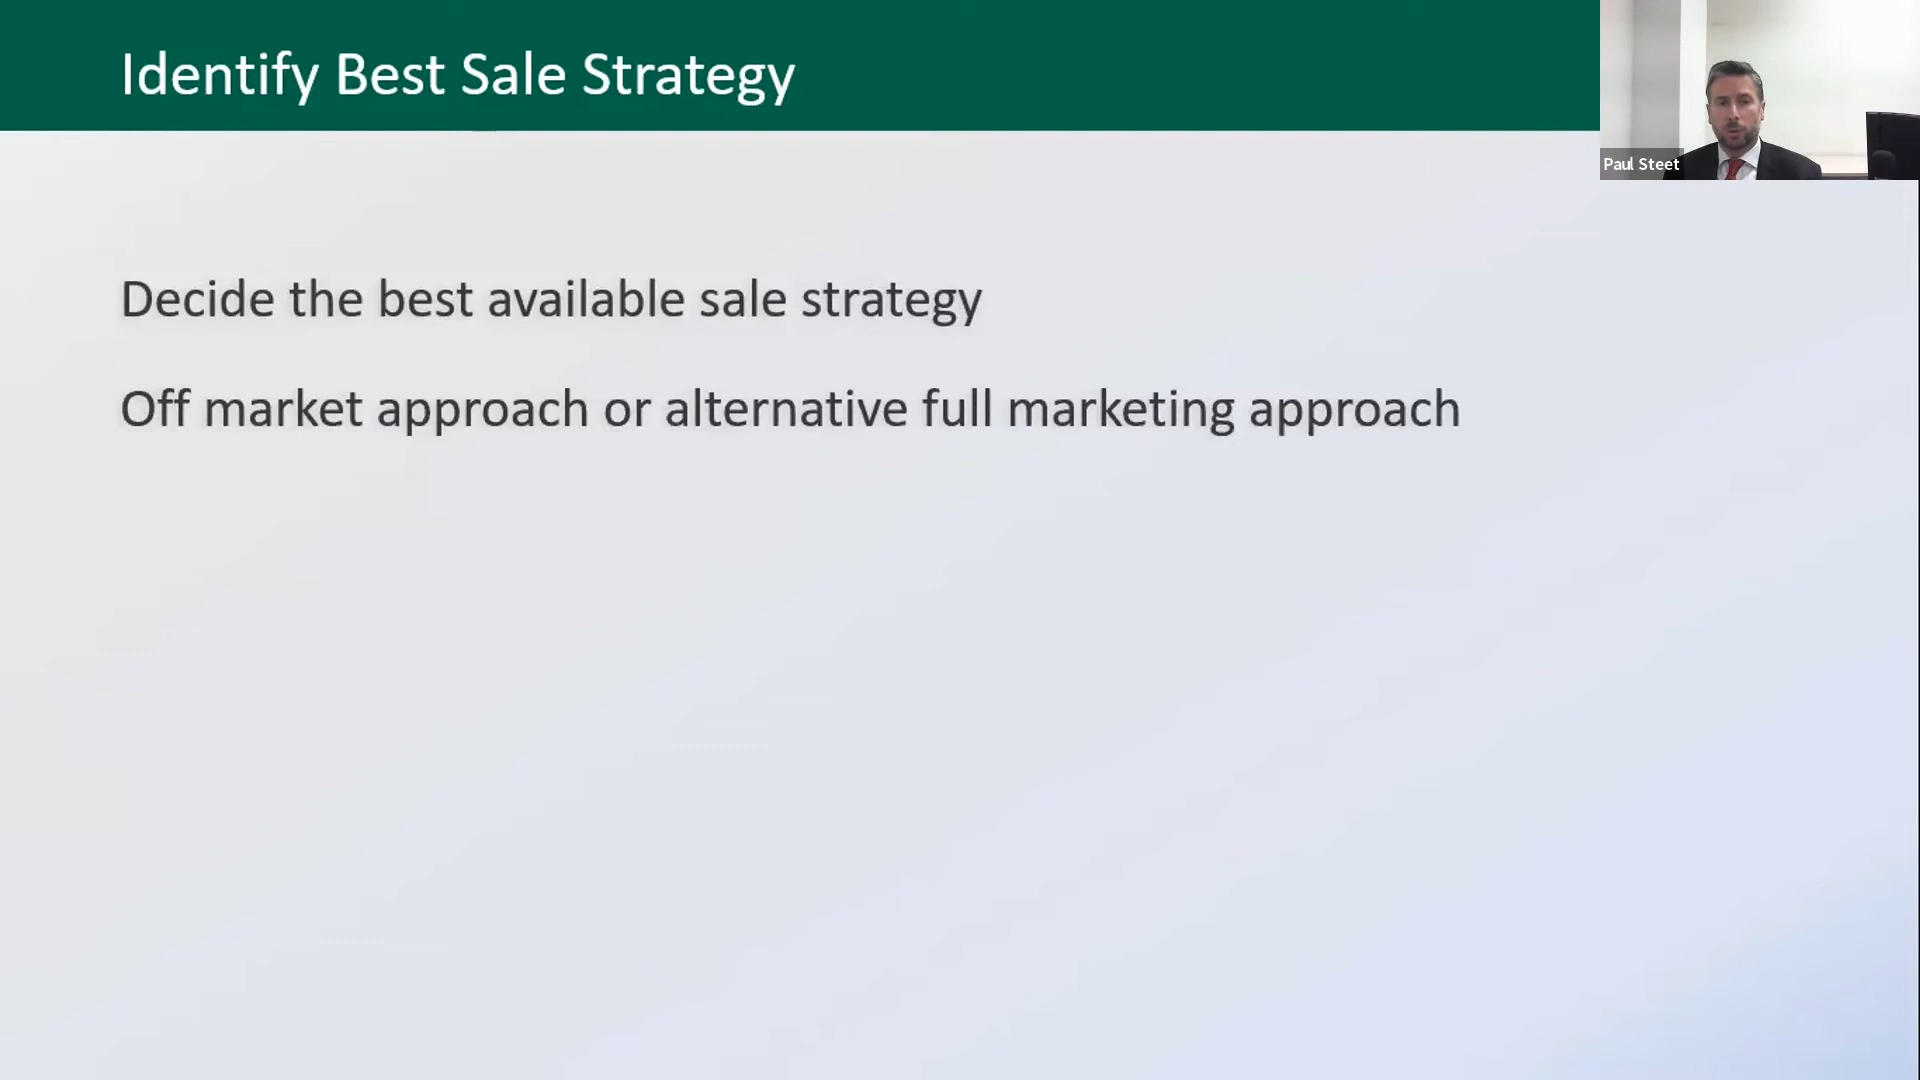 Identify Best Sale Strategy
Paul Steet
Decide the best available sale strategy
Off market approach or alternative full marketing approach